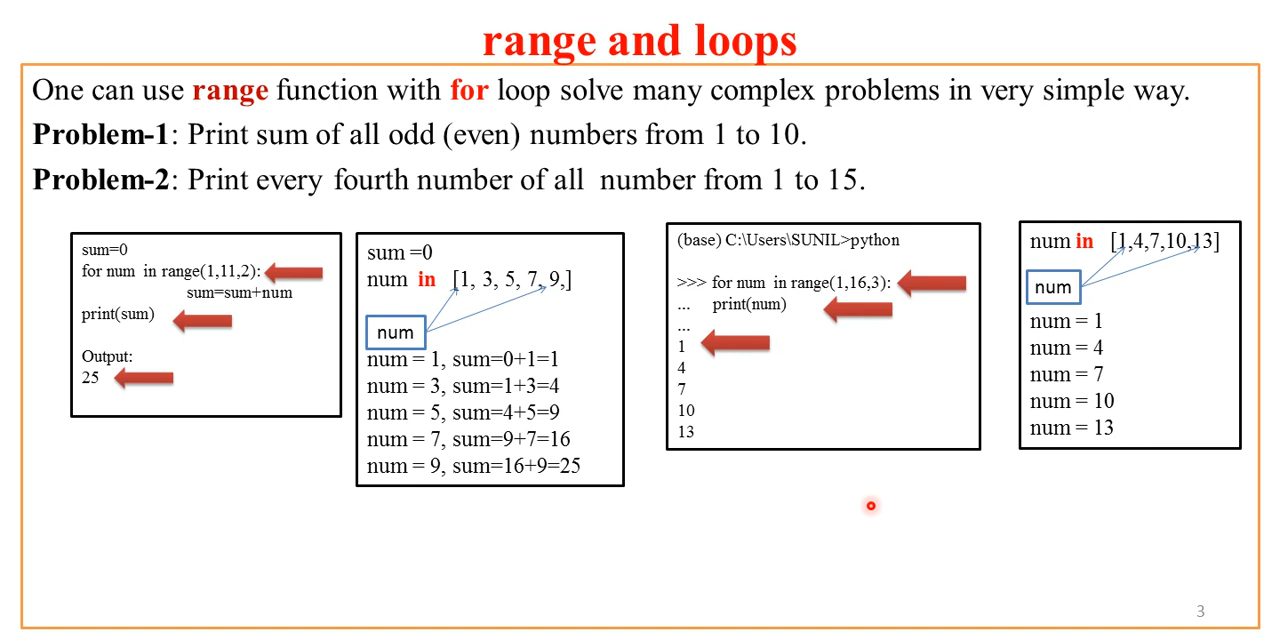 range and loops
One can use range function with for loop solve many complex problems in very simple way.
Problem-1: Print sum of all odd (even) numbers from 1 to 10.
Problem-2: Print every fourth number of all number from 1 to 15.
sum=0
for num in range(1,11,2):
sum=sum+num
print(sum)
Output:
25
sum =0
num in [1, 3, 5, 7, 9,]
num
num = 1, sum=0+1=1
num = 3, sum=1+3=4
num = 5, sum=4+5=9
num = 7, sum=9+7=16
num = 9, sum=16+9=25
(base) C:\Users\SUNIL>python
>>> for num in range(1,16,3):
... print(num)
...
1
4
7
10
13
num in [1,4,7,10,13]
num
num = 1
num = 4
num = 7
num = 10
num = 13
3